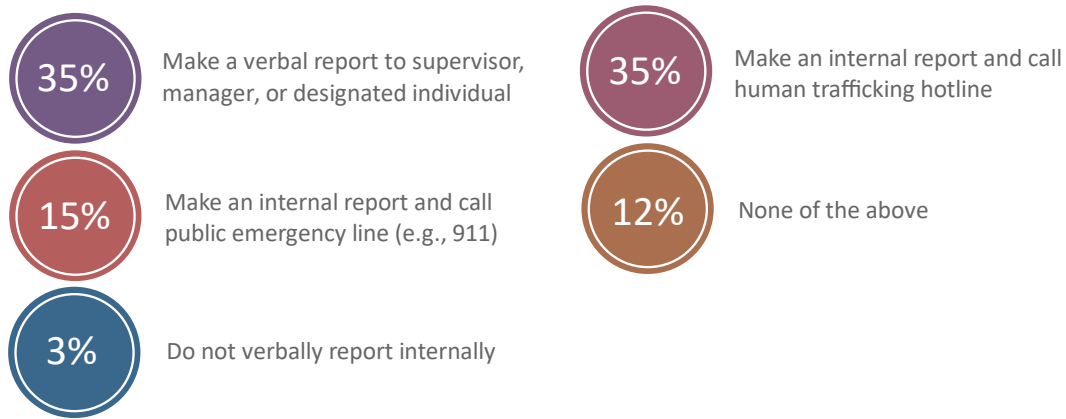 35%
Make a verbal report to supervisor,
manager, or designated individual
35%
Make an internal report and call
human trafficking hotline
15%
Make an internal report and call
public emergency line (e.g., 911)
12%
None of the above
3%
Do not verbally report internally